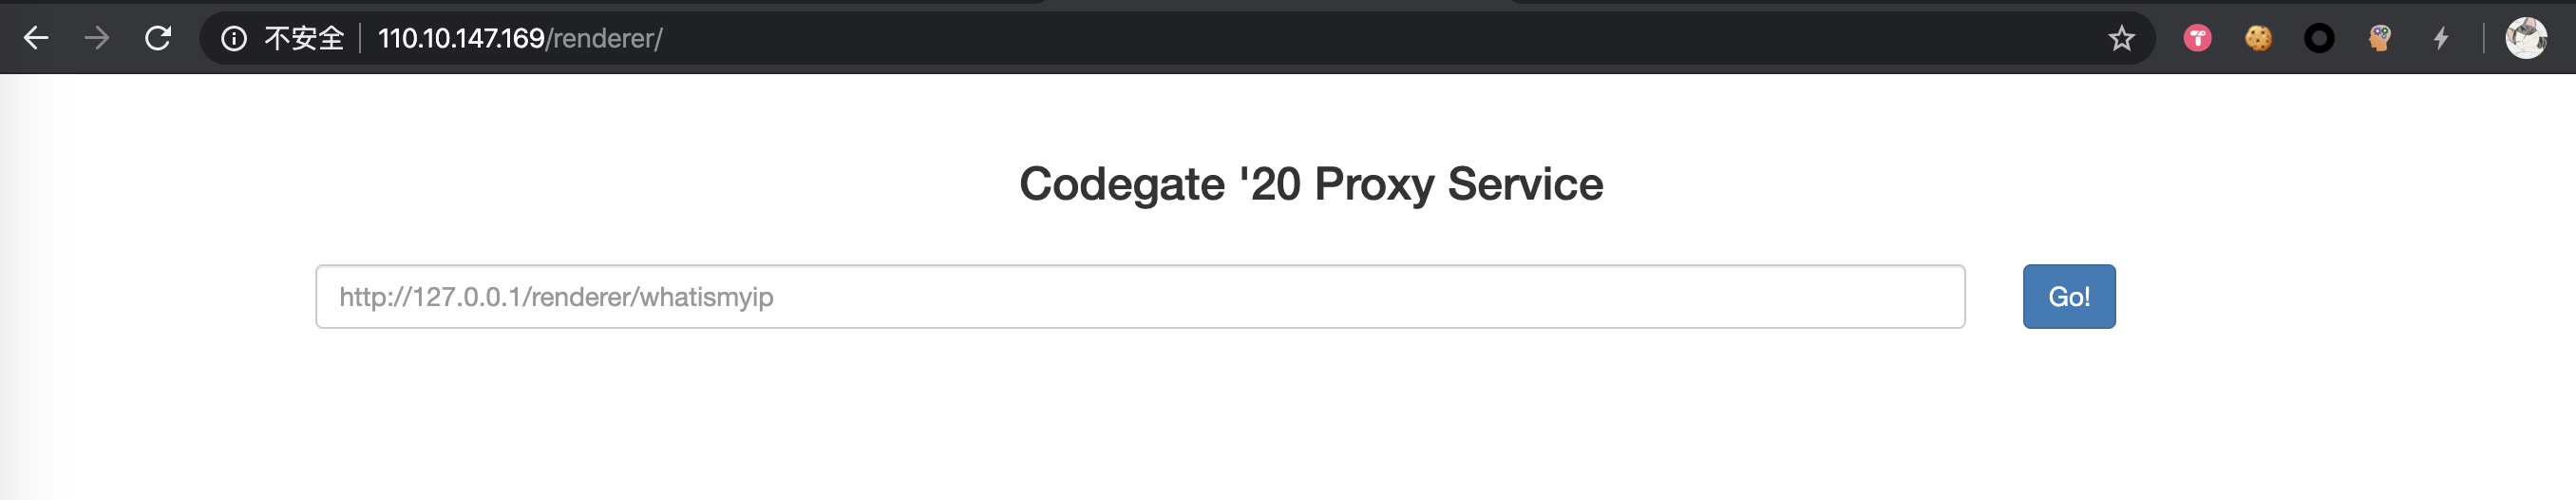 不安全 110.10.147.169/renderer/
Codegate '20 Proxy Service
http://127.0.0.1/renderer/whatismyip Go!